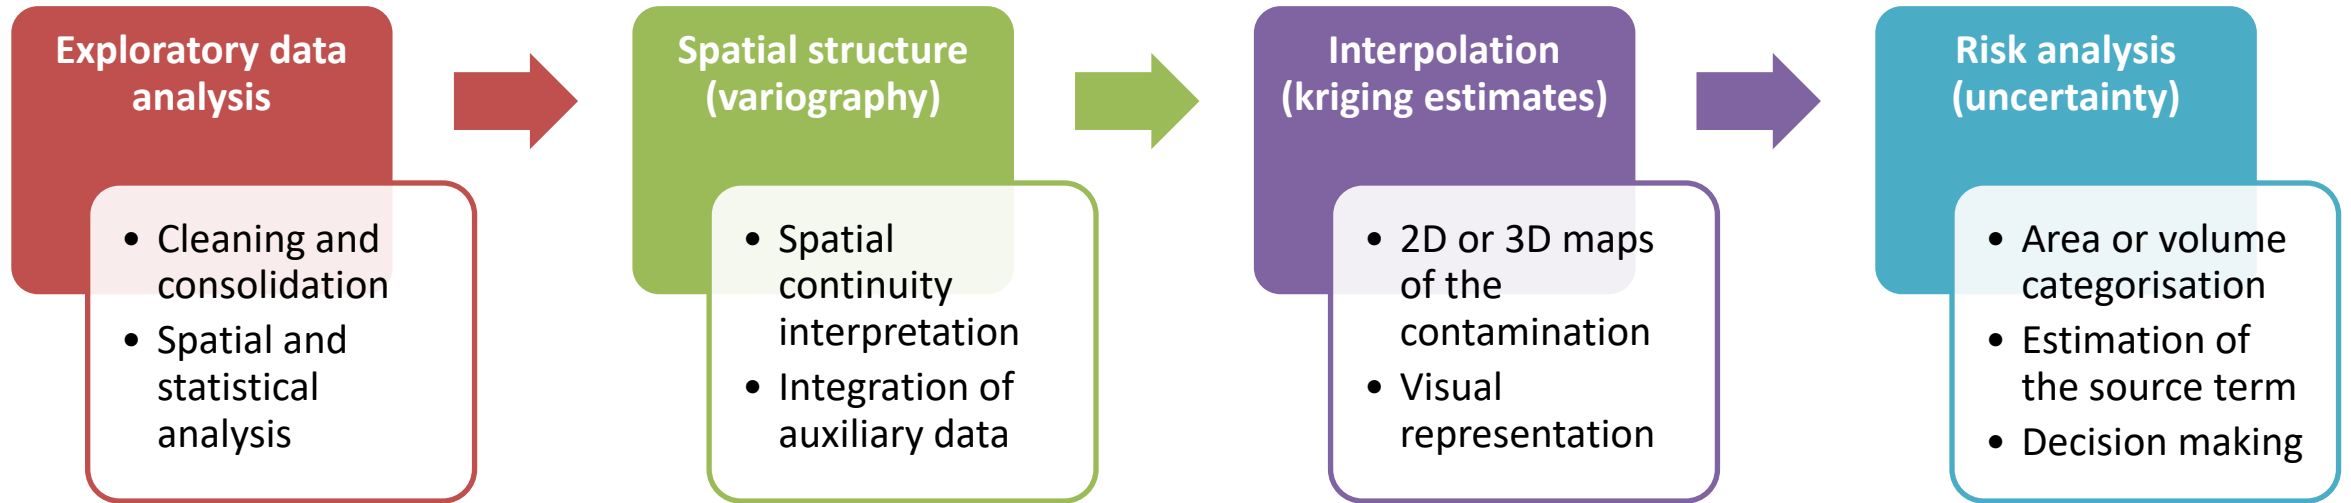 Exploratory data
analysis
• Cleaning and
consolidation
• Spatial and
statistical
analysis
Spatial structure
(variography)
• Spatial
continuity
interpretation
• Integration of
auxiliary data
Interpolation
(kriging estimates)
• 2D or 3D maps
of the
contamination
• Visual
representation
Risk analysis
(uncertainty)
• Area or volume
categorisation
• Estimation of
the source term
• Decision making